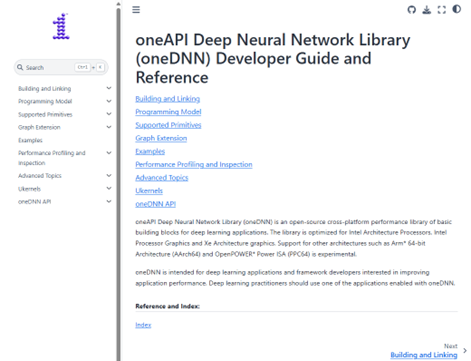 Search
Ctrl + K
Building and Linking
Programming Model
Supported Primitives
Graph Extension
Examples
Performance Profiling and
Inspection
Advanced Topics
Ukernels
oneDNN API
oneAPI Deep Neural Network Library
(oneDNN) Developer Guide and
Reference
Building and Linking
Programming Model
Supported Primitives
Graph Extension
Examples
Performance Profiling and Inspection
Advanced Topics
Ukernels
oneDNN API
oneAPI Deep Neural Network Library (oneDNN) is an open-source cross-platform performance library of basic
building blocks for deep learning applications. The library is optimized for Intel Architecture Processors. Intel
Processor Graphics and Xe Architecture graphics. Support for other architectures such as Arm* 64-bit
Architecture (AArch64) and OpenPOWER* Power ISA (PPC64) is experimental.
oneDNN is intended for deep learning applications and framework developers interested in improving
application performance. Deep learning practitioners should use one of the applications enabled with oneDNN.
Reference and Index:
Index
Next
Building and Linking